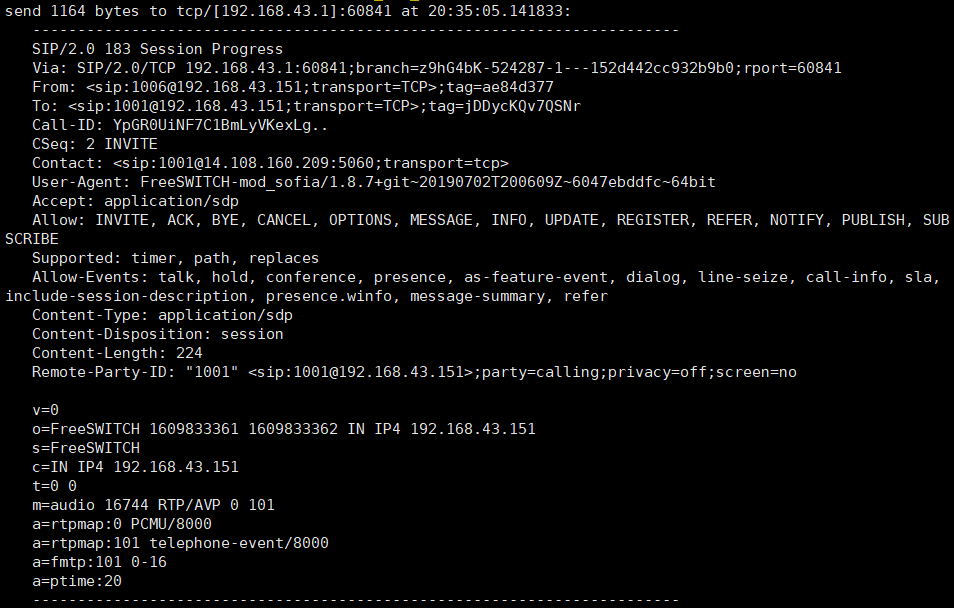 send 1164 bytes to tcp/[192.168.43.1]:60841 at 20:35:05.141833:
------------------------------------------------------------------------
SIP/2.0 183 Session Progress
Via: SIP/2.0/TCP 192.168.43.1:60841;branch=z9hG4bK-524287-1---152d442cc932b9b0;rport=60841
From: <sip:1006@192.168.43.151;transport=TCP>;tag=ae84d377
To: <sip:1001@192.168.43.151;transport=TCP>;tag=jDDycKQv7QSNr
Call-ID: YpGR0UiNF7C1BmLyVKexLg..
CSeq: 2 INVITE
Contact: <sip:1001@14.108.160.209:5060;transport=tcp>
User-Agent: FreeSWITCH-mod_sofia/1.8.7+git~20190702T200609Z~6047ebddfc~64bit
Accept: application/sdp
Allow: INVITE, ACK, BYE, CANCEL, OPTIONS, MESSAGE, INFO, UPDATE, REGISTER, REFER, NOTIFY, PUBLISH, SUB
SCRIBE
Supported: timer, path, replaces
Allow-Events: talk, hold, conference, presence, as-feature-event, dialog, line-seize, call-info, sla,
include-session-description, presence.winfo, message-summary, refer
Content-Type: application/sdp
Content-Disposition: session
Content-Length: 224
Remote-Party-ID: "1001" <sip:1001@192.168.43.151>;party=calling;privacy=off;screen=no
v=0
o=FreeSWITCH 1609833361 1609833362 IN IP4 192.168.43.151
s=FreeSWITCH
c=IN IP4 192.168.43.151
t=0 0
m=audio 16744 RTP/AVP 0 101
a=rtpmap:0 PCMU/8000
a=rtpmap:101 telephone-event/8000
a=fmtp:101 0-16
a=ptime:20
------------------------------------------------------------------------